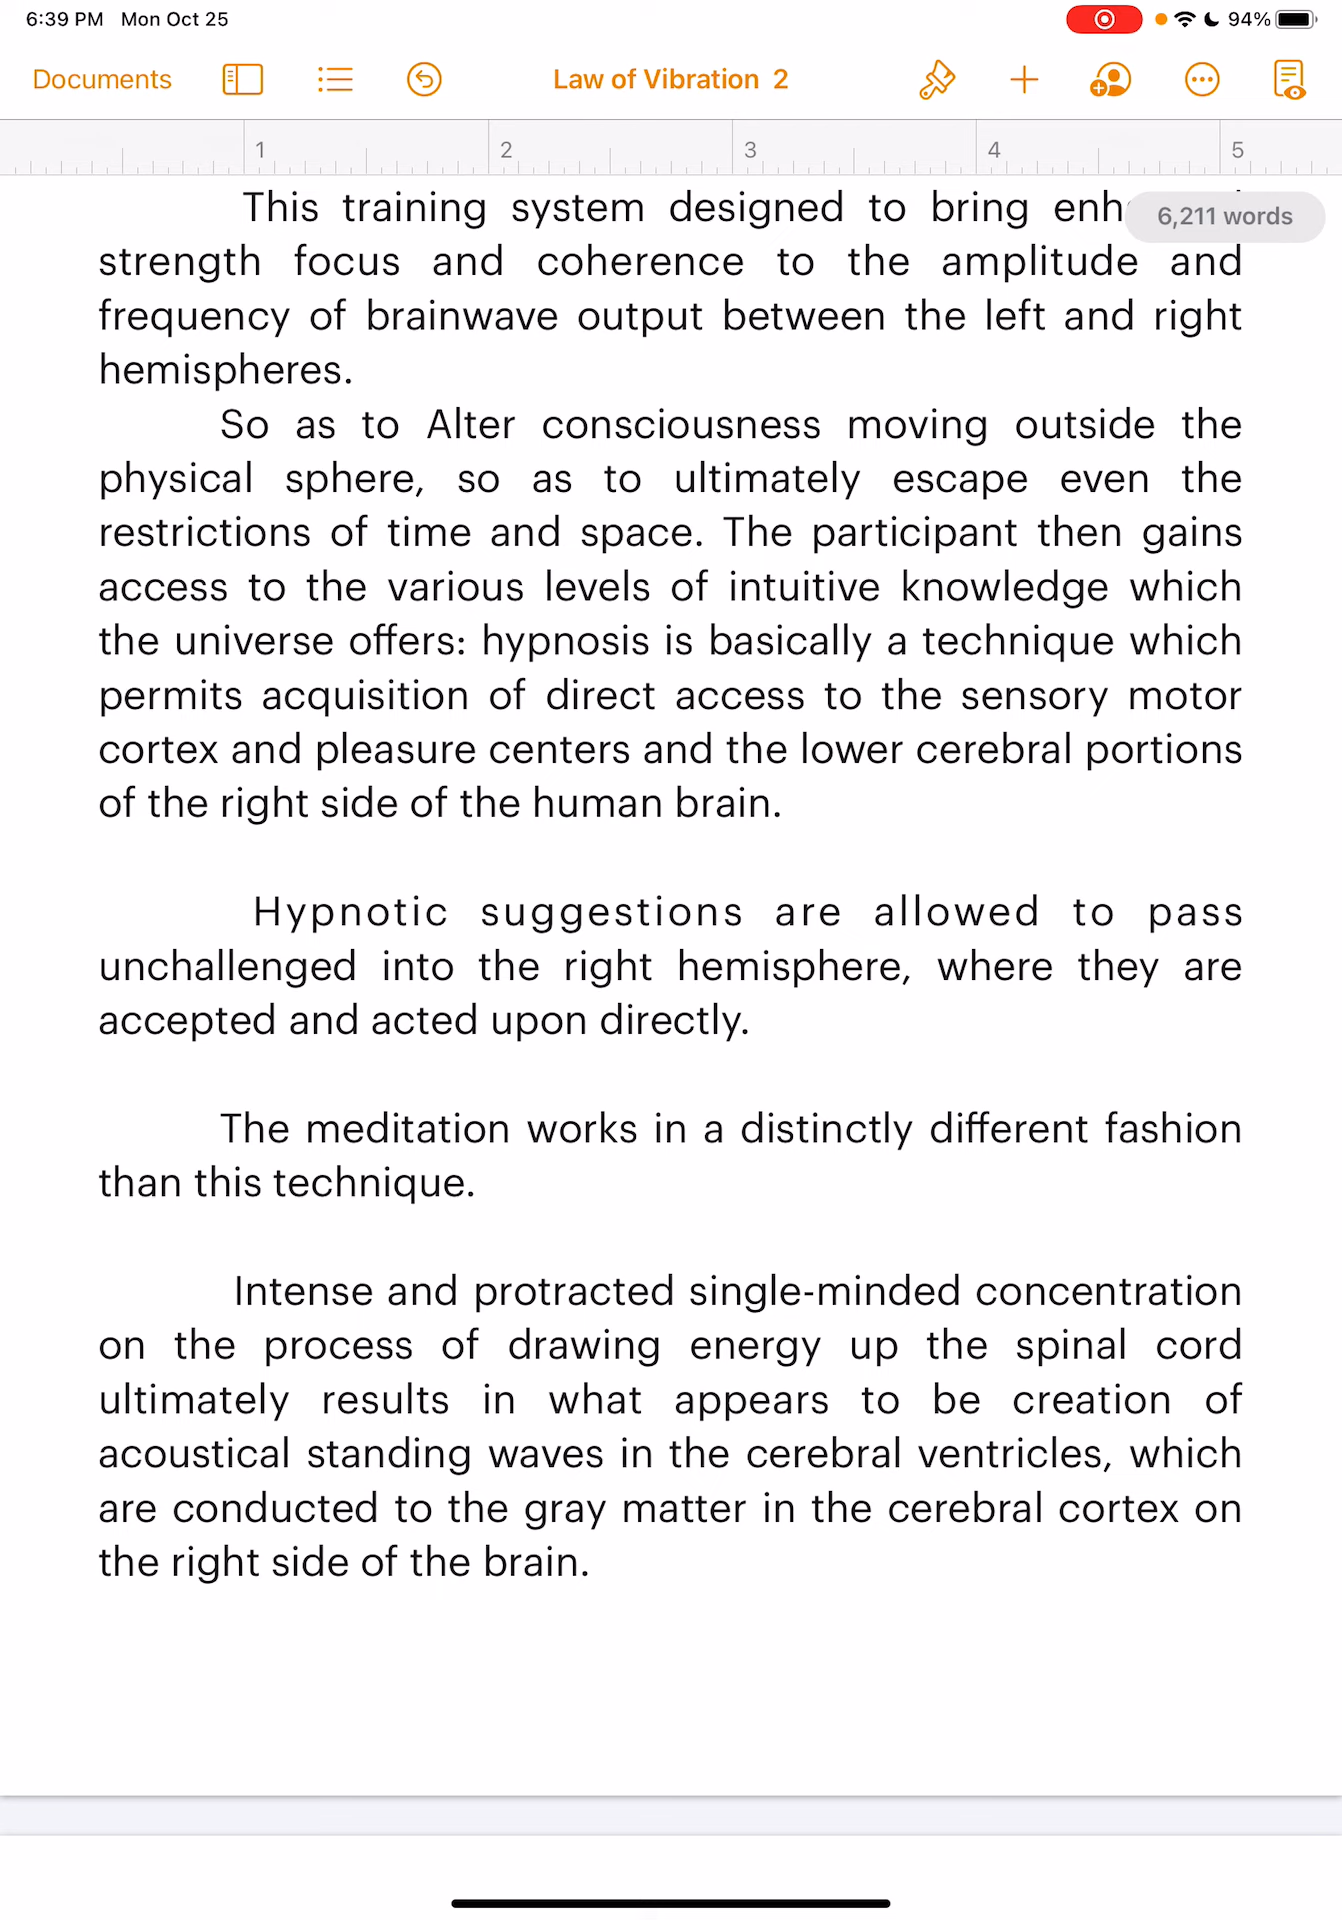 6:39 PM Mon Oct 25 94%
Documents Law of Vibration 2
1 2 3 4 5
This training system designed to bring
6,211 words
strength focus and coherence to the amplitude and
frequency of brainwave output between the left and right
hemispheres.
So as to Alter consciousness moving outside the
physical sphere, so as to ultimately escape even the
restrictions of time and space. The participant then gains
access to the various levels of intuitive knowledge which
the universe offers: hypnosis is basically a technique which
permits acquisition of direct access to the sensory motor
cortex and pleasure centers and the lower cerebral portions
of the right side of the human brain.
Hypnotic suggestions are allowed to pass
unchallenged into the right hemisphere, where they are
accepted and acted upon directly.
The meditation works in a distinctly different fashion
than this technique.
Intense and protracted single-minded concentration
on the process of drawing energy up the spinal cord
ultimately results in what appears to be creation of
acoustical standing waves in the cerebral ventricles, which
are conducted to the gray matter in the cerebral cortex on
the right side of the brain.